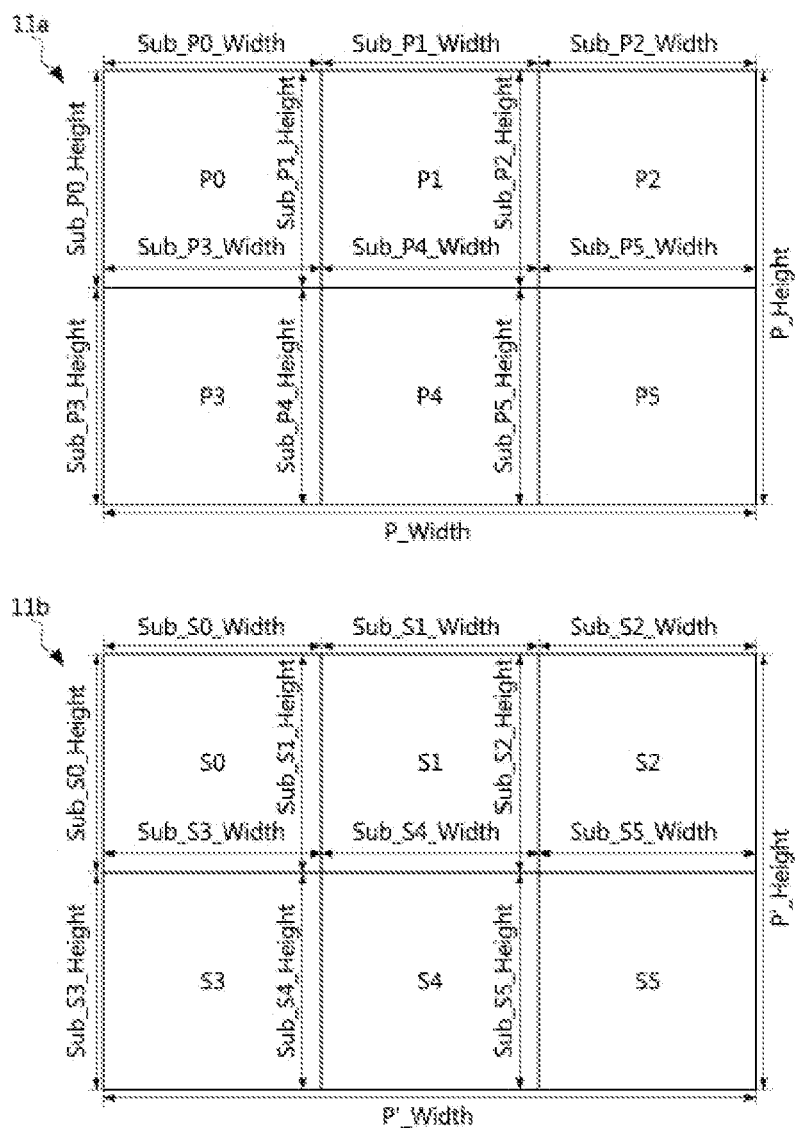 11a
Sub_P0_Width Sub_P1_Width Sub_P2_Width
Sub_P0_Height
Sub_P1_Height
Sub_P2_Height
P0 P1 P2
Sub_P3_Width Sub_P4_Width Sub_P5_Width
P_Height
Sub_P3_Height
Sub_P4_Height
Sub_P5_Height
P3 P4 P5
P_Width
11b
Sub_S0_Width Sub_S1_Width Sub_S2_Width
Sub_S0_Height
Sub_S1_Height
Sub_S2_Height
S0 S1 S2
Sub_S3_Width Sub_S4_Width Sub_S5_Width
P'_Height
Sub_S3_Height
Sub_S4_Height
Sub_S5_Height
S3 S4 S5
P'_Width